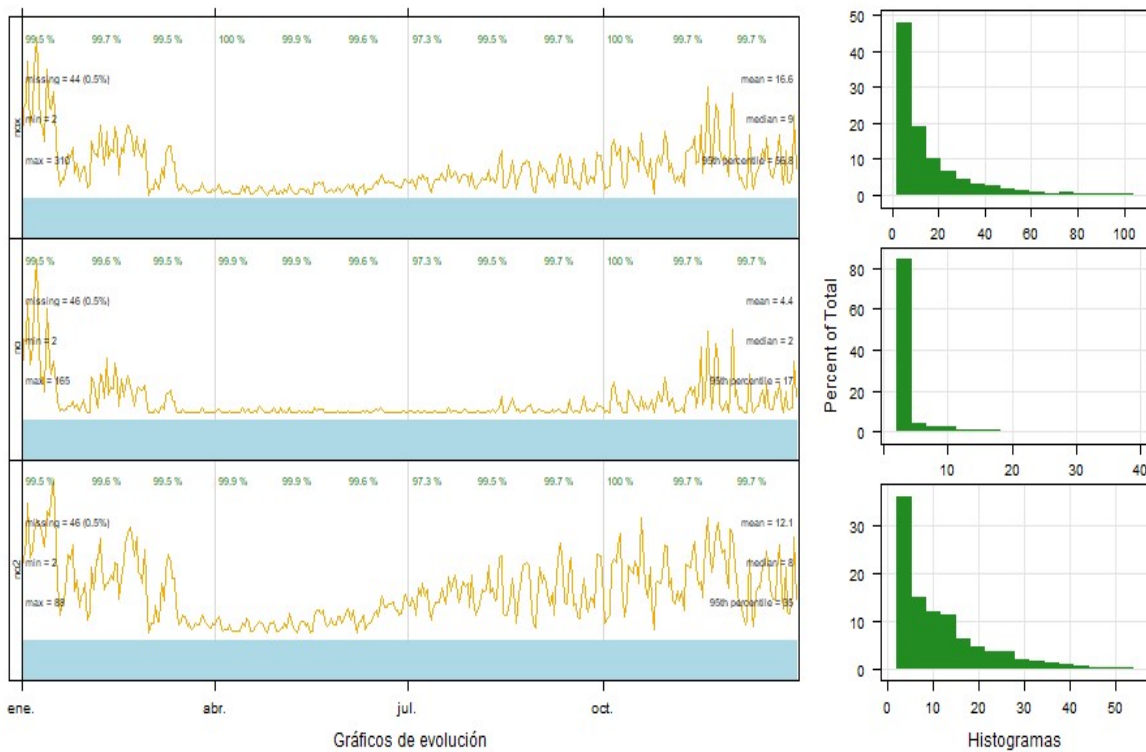 99.5 % 99.7 % 99.5 % 100 % 99.9 % 99.6 % 97.3 % 99.5 % 99.7 % 100 % 99.7 % 99.7 %
missing = 44 (0.5%) mean = 16.6
nox min = 2 median = 9
max = 310 95th percentile = 56.8
99.5 % 99.6 % 99.5 % 99.9 % 99.9 % 99.6 % 97.3 % 99.5 % 99.7 % 100 % 99.7 % 99.7 %
missing = 46 (0.5%) mean = 4.4
no min = 2 median = 2
max = 165 95th percentile = 17
99.5 % 99.6 % 99.5 % 99.9 % 99.9 % 99.6 % 97.3 % 99.5 % 99.7 % 100 % 99.7 % 99.7 %
missing = 46 (0.5%) mean = 12.1
no2 min = 2 median = 8
max = 89 95th percentile = 35
ene. abr. jul. oct.
Gráficos de evolución
50
40
30
20
10
0
0 20 40 60 80 100
Percent of Total
80
60
40
20
0
10 20 30 40
30
20
10
0
0 10 20 30 40 50
Histogramas